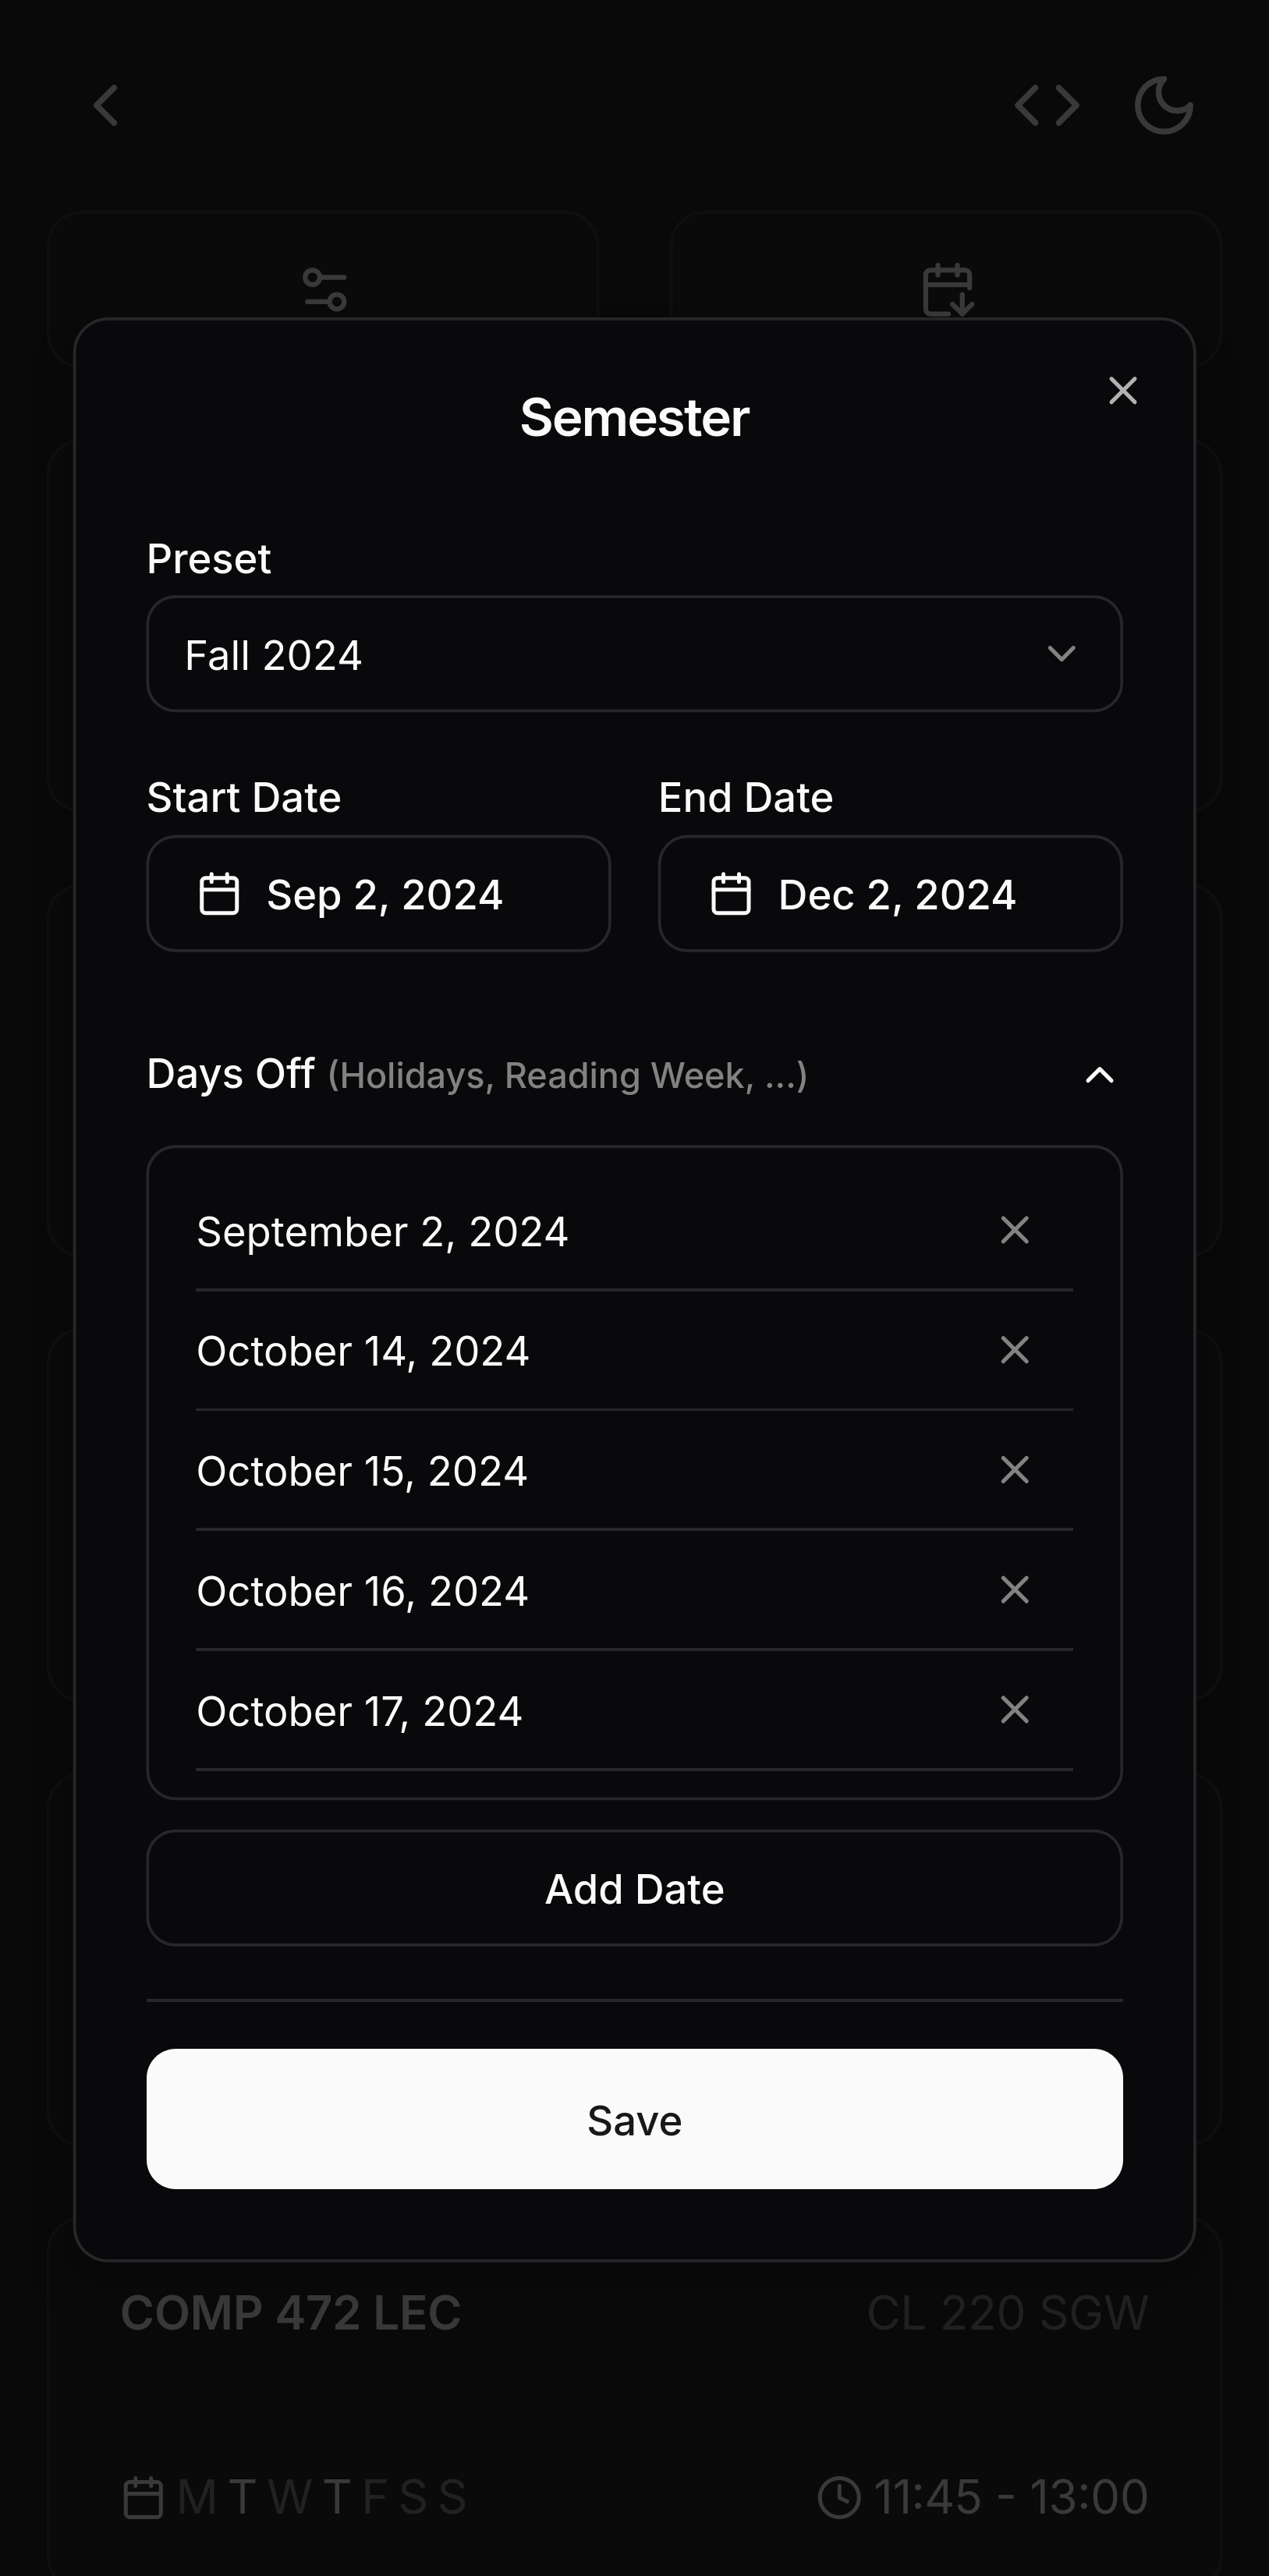 Semester
Preset
Fall 2024
Start Date End Date
Sep 2, 2024 Dec 2, 2024
Days Off (Holidays, Reading Week, ...)
September 2, 2024
October 14, 2024
October 15, 2024
October 16, 2024
October 17, 2024
Add Date
Save
COMP 472 LEC CL 220 SGW
M T W T F S S 11:45 - 13:00